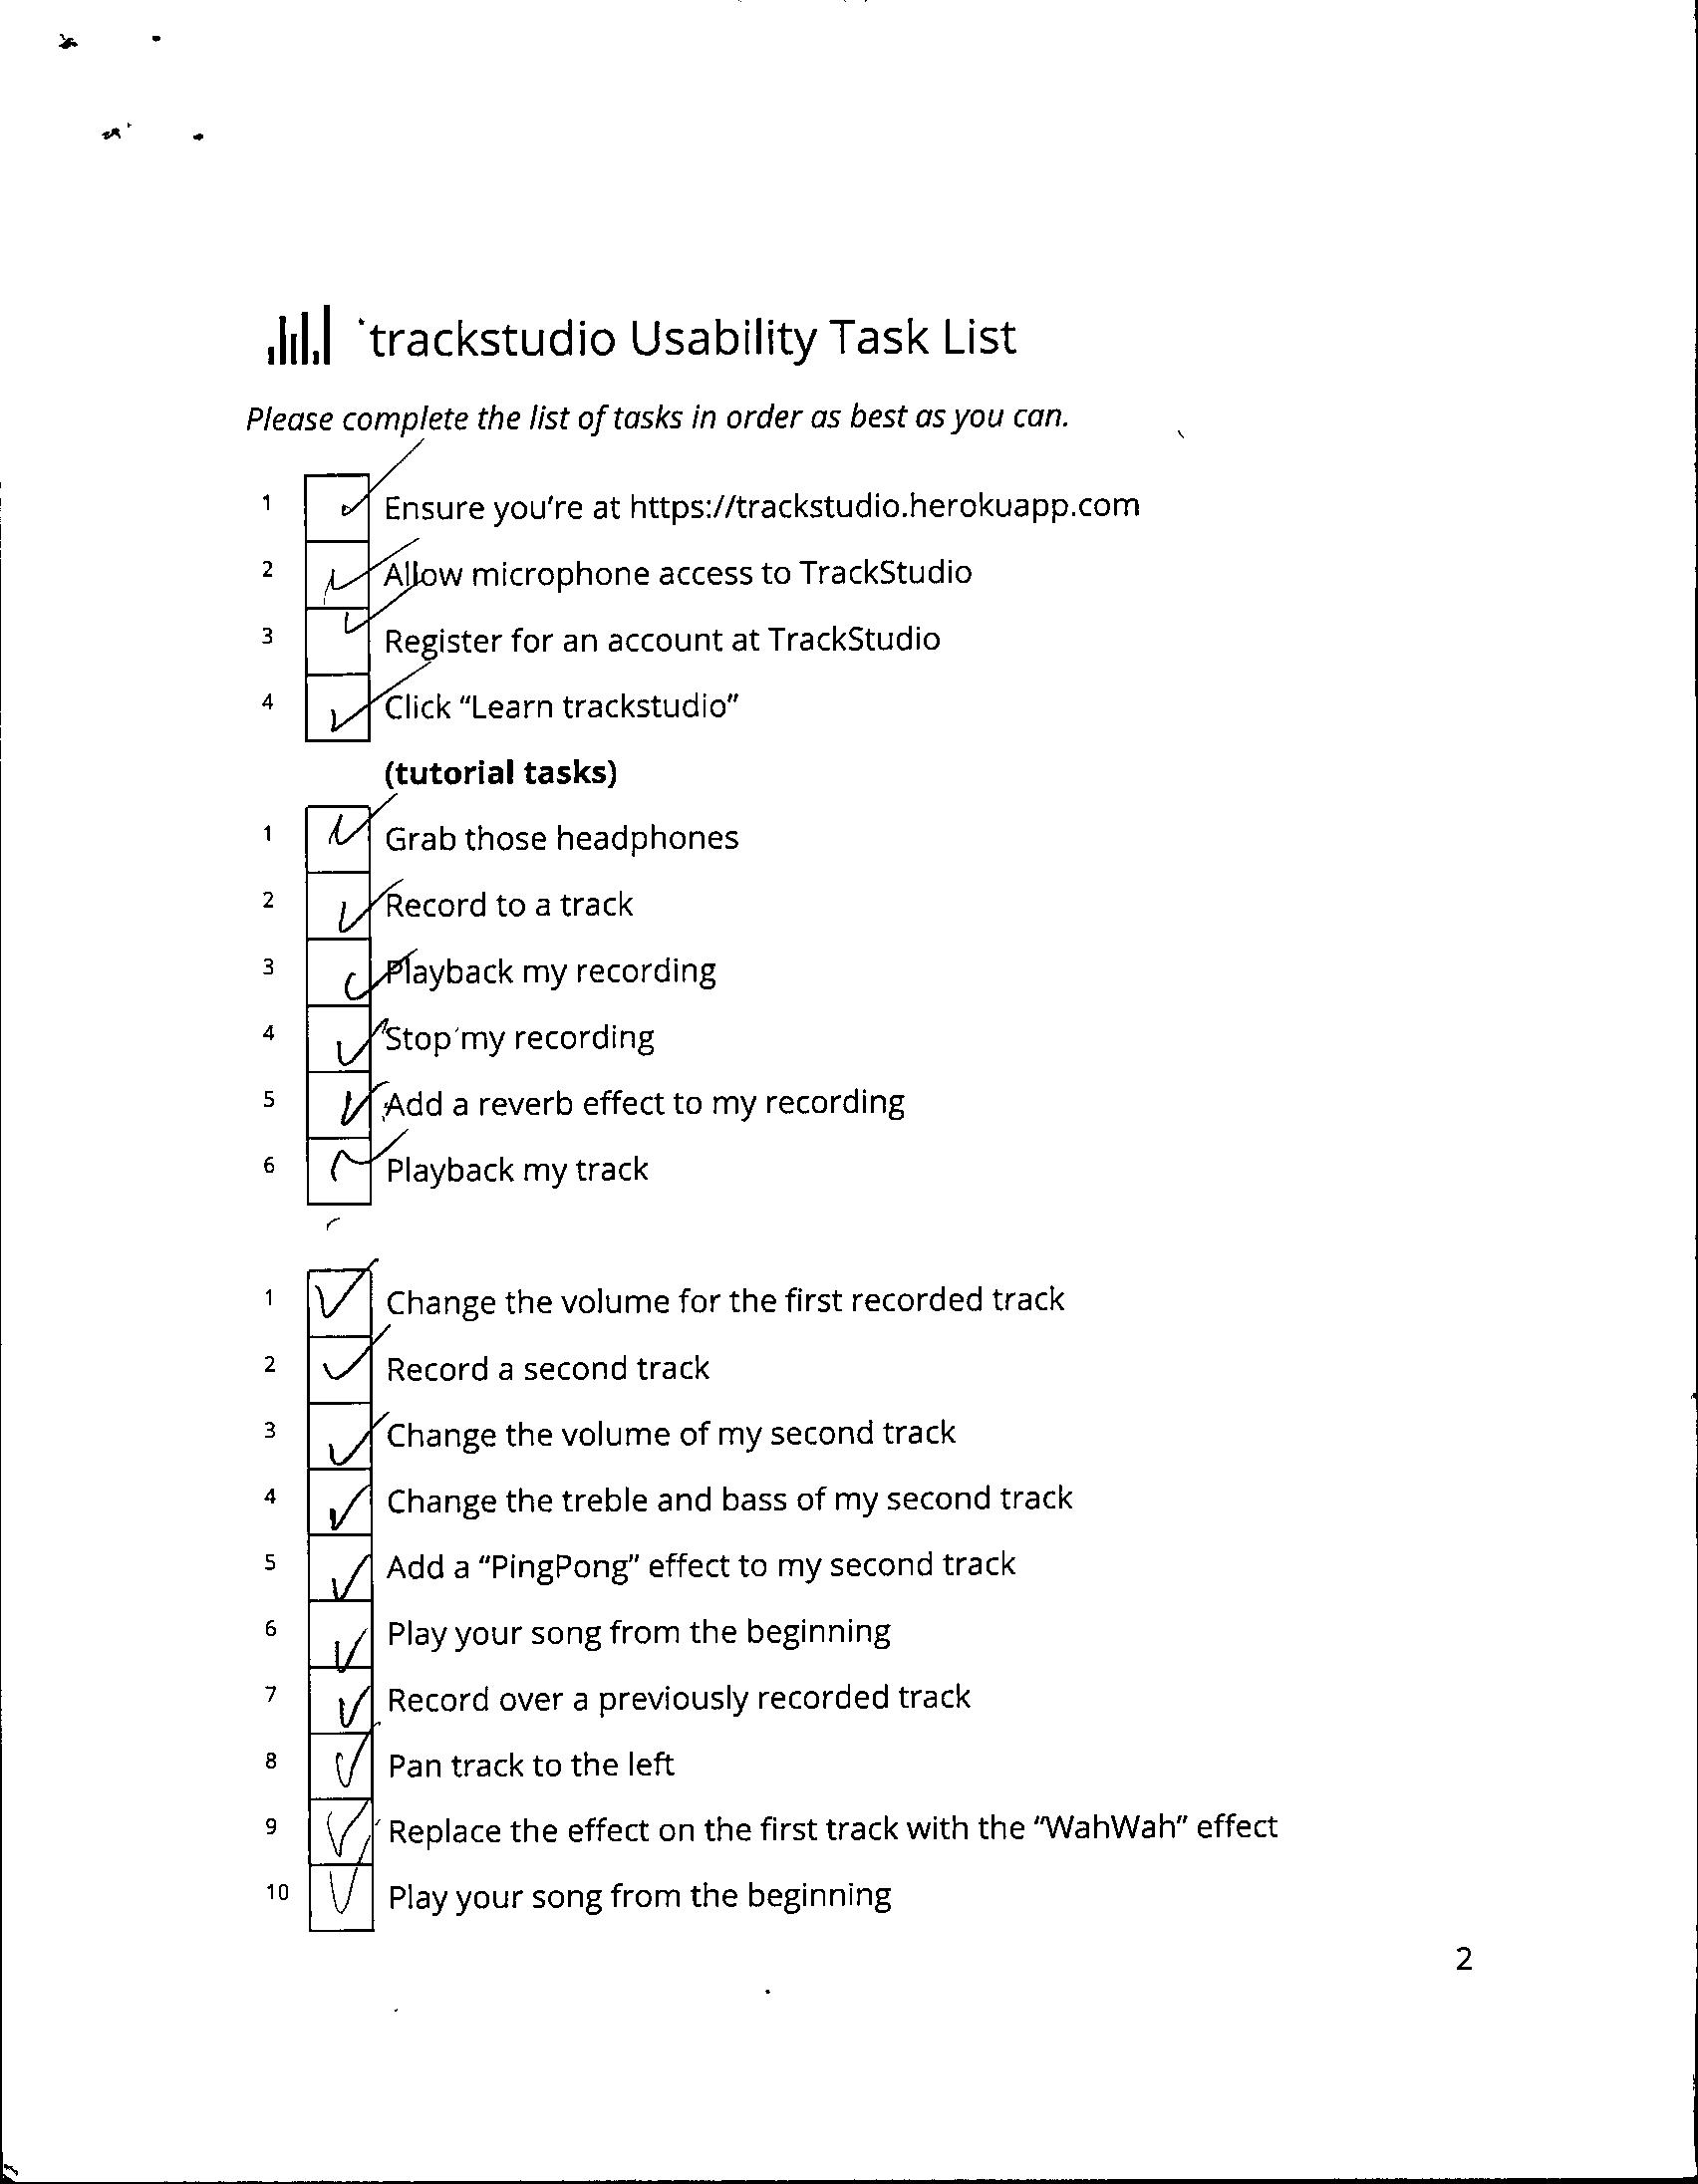 trackstudio Usability Task List
Please complete the list of tasks in order as best as you can.
1 Ensure you're at https://trackstudio.herokuapp.com
2 Allow microphone access to TrackStudio
3 Register for an account at TrackStudio
4 Click “Learn trackstudio”
(tutorial tasks)
1 Grab those headphones
2 Record to a track
3 Playback my recording
4 Stop my recording
5 Add a reverb effect to my recording
6 Playback my track
1 Change the volume for the first recorded track
2 Record a second track
3 Change the volume of my second track
4 Change the treble and bass of my second track
5 Add a “PingPong” effect to my second track
6 Play your song from the beginning
7 Record over a previously recorded track
8 Pan track to the left
9 Replace the effect on the first track with the “WahWah” effect
10 Play your song from the beginning
2